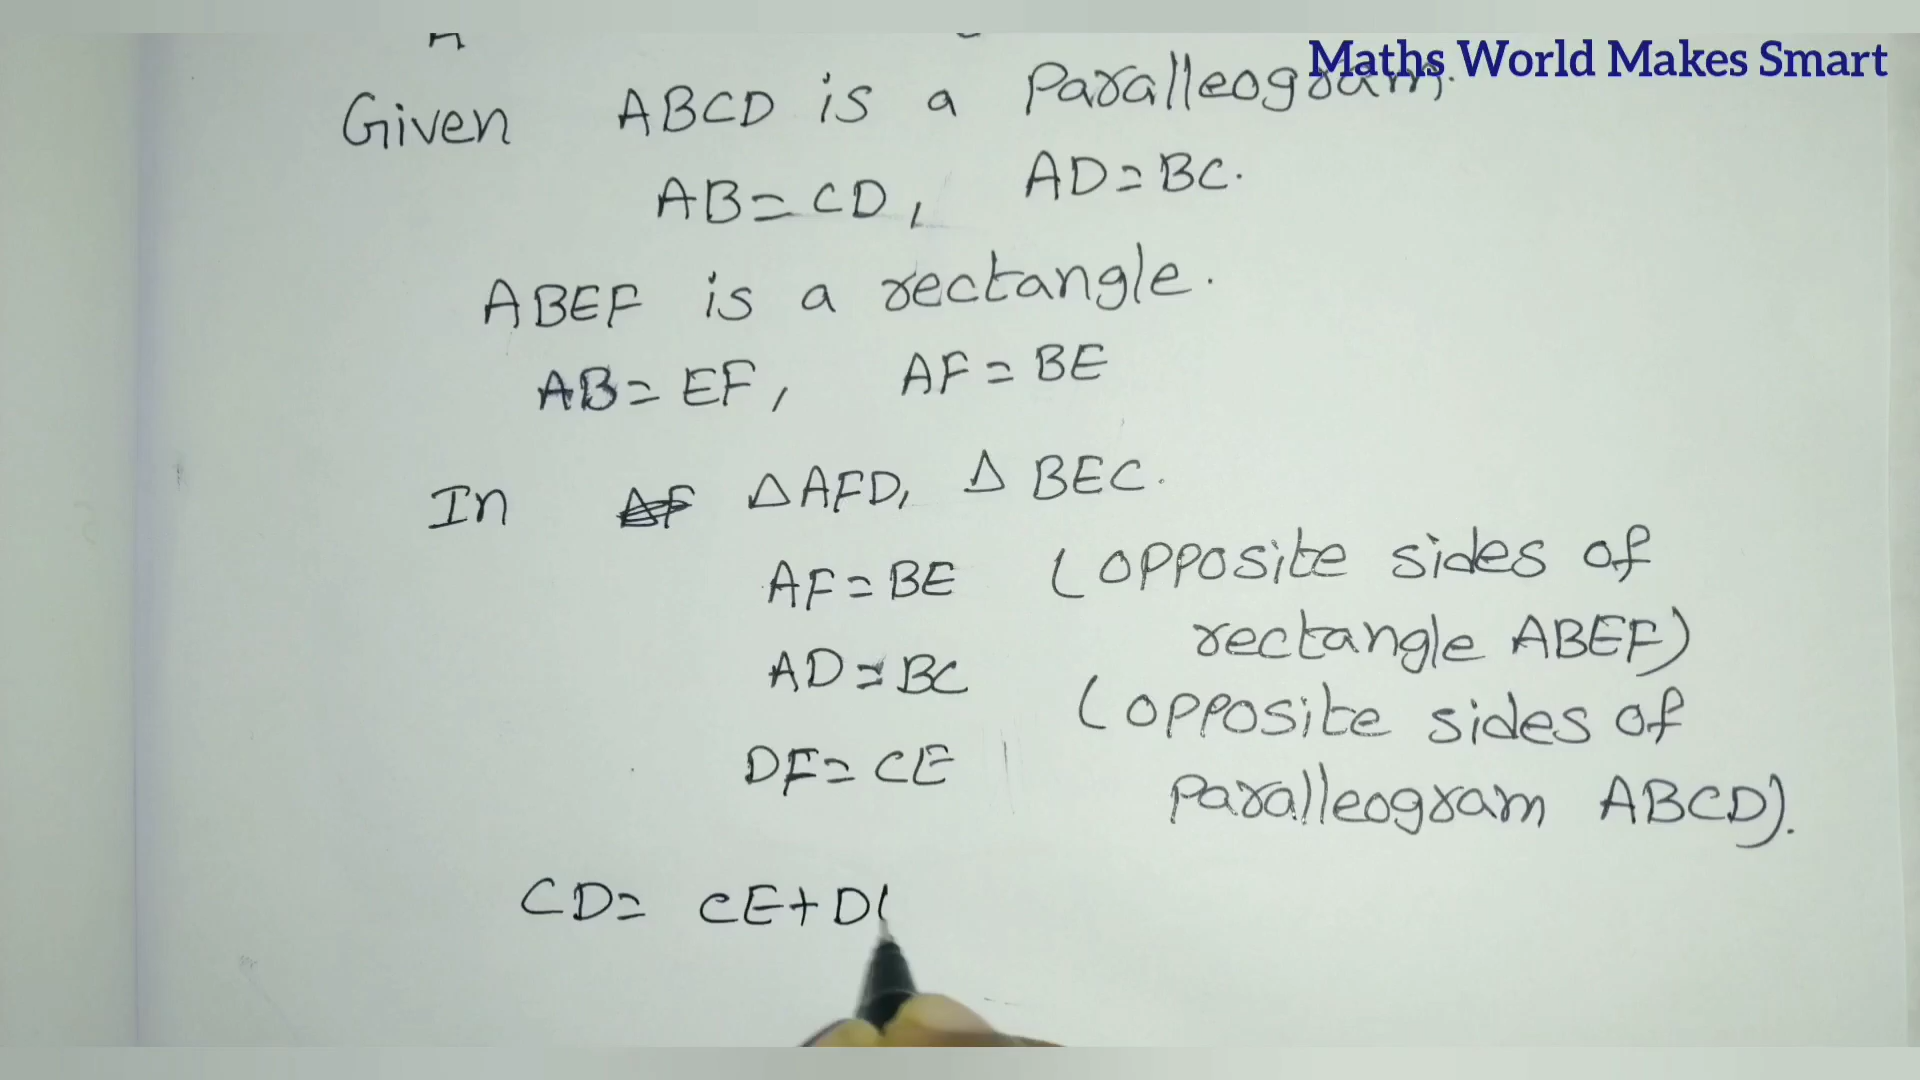 Maths World Makes Smart
A
Given ABCD is a Paralleogram.
AB = CD, AD = BC.
ABEF is a rectangle.
AB = EF, AF = BE
In ΔAFD, Δ BEC.
AF = BE (opposite sides of
rectangle ABEF)
AD = BC (opposite sides of
Paralleogram ABCD).
DF = CE
CD = CE + D